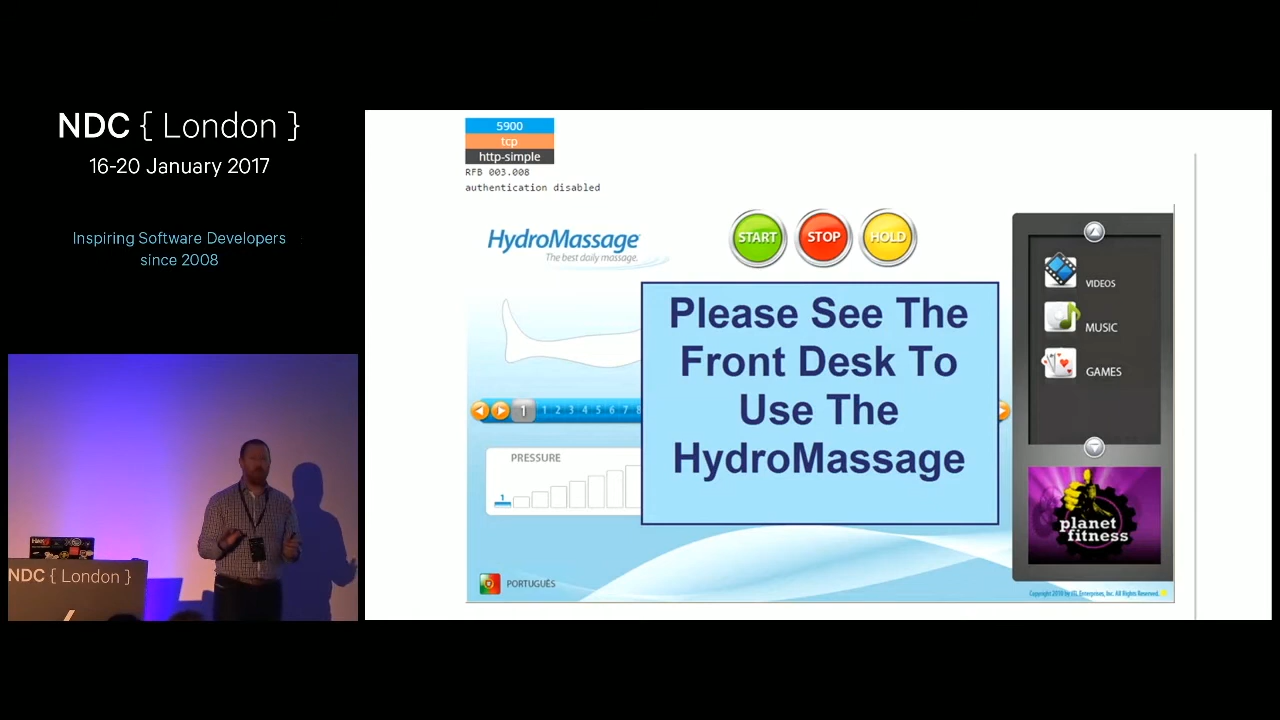 NDC { London }
16-20 January 2017
Inspiring Software Developers
since 2008
NDC { London }
5900
tcp
http-simple
RFB 003.008
authentication disabled
HydroMassage
The best daily massage.
START
STOP
HOLD
Please See The
Front Desk To
Use The
HydroMassage
1
1 2 3 4 5 6 7 8
PRESSURE
1
PORTUGUÊS
VIDEOS
MUSIC
GAMES
planet
fitness